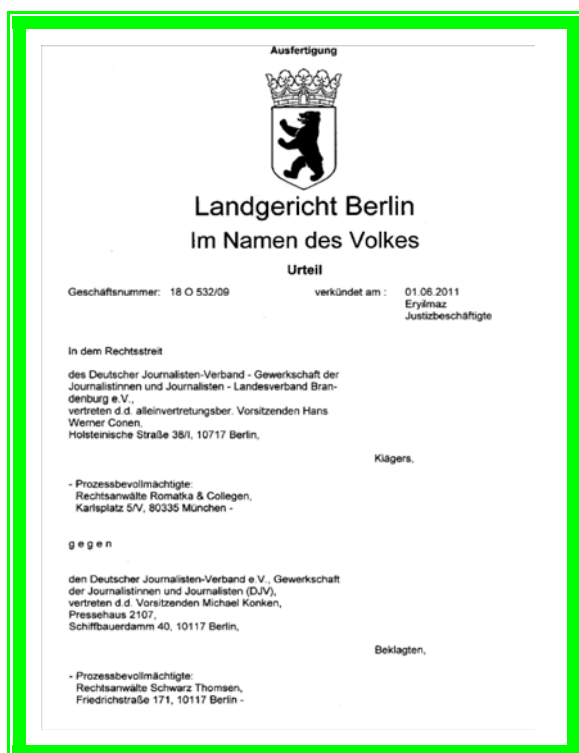 Ausfertigung
Landgericht Berlin
Im Namen des Volkes
Urteil
Geschäftsnummer: 18 O 532/09 verkündet am : 01.06.2011
Eryilmaz
Justizbeschäftigte
In dem Rechtsstreit
des Deutscher Journalisten-Verband - Gewerkschaft der
Journalistinnen und Journalisten - Landesverband Bran-
denburg e.V.,
vertreten d.d. alleinvertretungsber. Vorsitzenden Hans
Werner Conen,
Holsteinische Straße 38/I, 10717 Berlin,
Klägers,
- Prozessbevollmächtigte:
Rechtsanwälte Romatka & Collegen,
Karlsplatz 5/V, 80335 München -
g e g e n
den Deutscher Journalisten-Verband e.V., Gewerkschaft
der Journalistinnen und Journalisten (DJV),
vertreten d.d. Vorsitzenden Michael Konken,
Pressehaus 2107,
Schiffbauerdamm 40, 10117 Berlin,
Beklagten,
- Prozessbevollmächtigte:
Rechtsanwälte Schwarz Thomsen,
Friedrichstraße 171, 10117 Berlin -